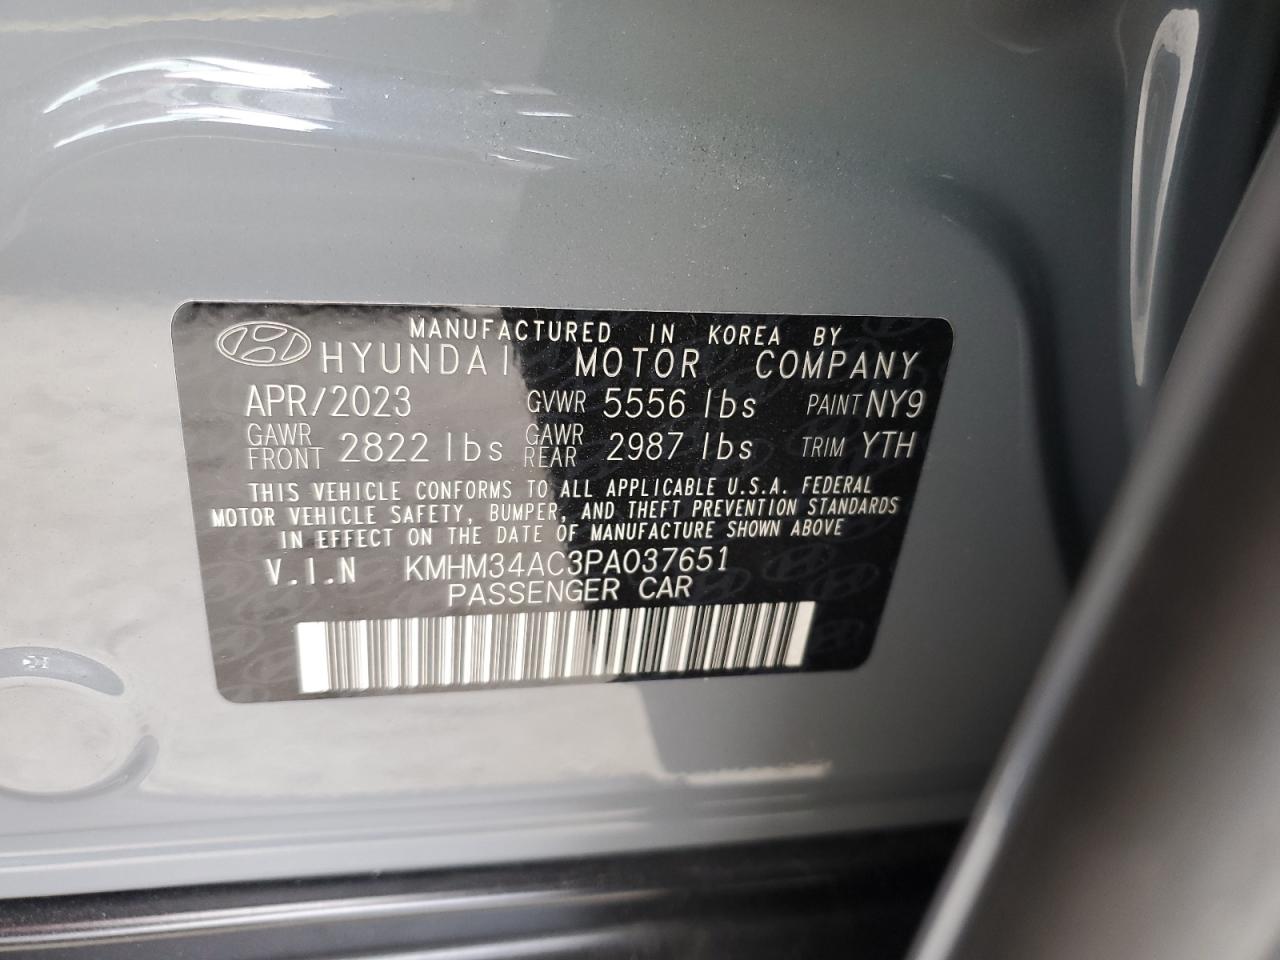 MANUFACTURED IN KOREA BY
HYUNDAI MOTOR COMPANY
APR/2023 GVWR 5556 lbs PAINT NY9
GAWR FRONT 2822 lbs GAWR REAR 2987 lbs TRIM YTH
THIS VEHICLE CONFORMS TO ALL APPLICABLE U.S.A. FEDERAL
MOTOR VEHICLE SAFETY, BUMPER, AND THEFT PREVENTION STANDARDS
IN EFFECT ON THE DATE OF MANUFACTURE SHOWN ABOVE
V.I.N KMHM34AC3PA037651
PASSENGER CAR